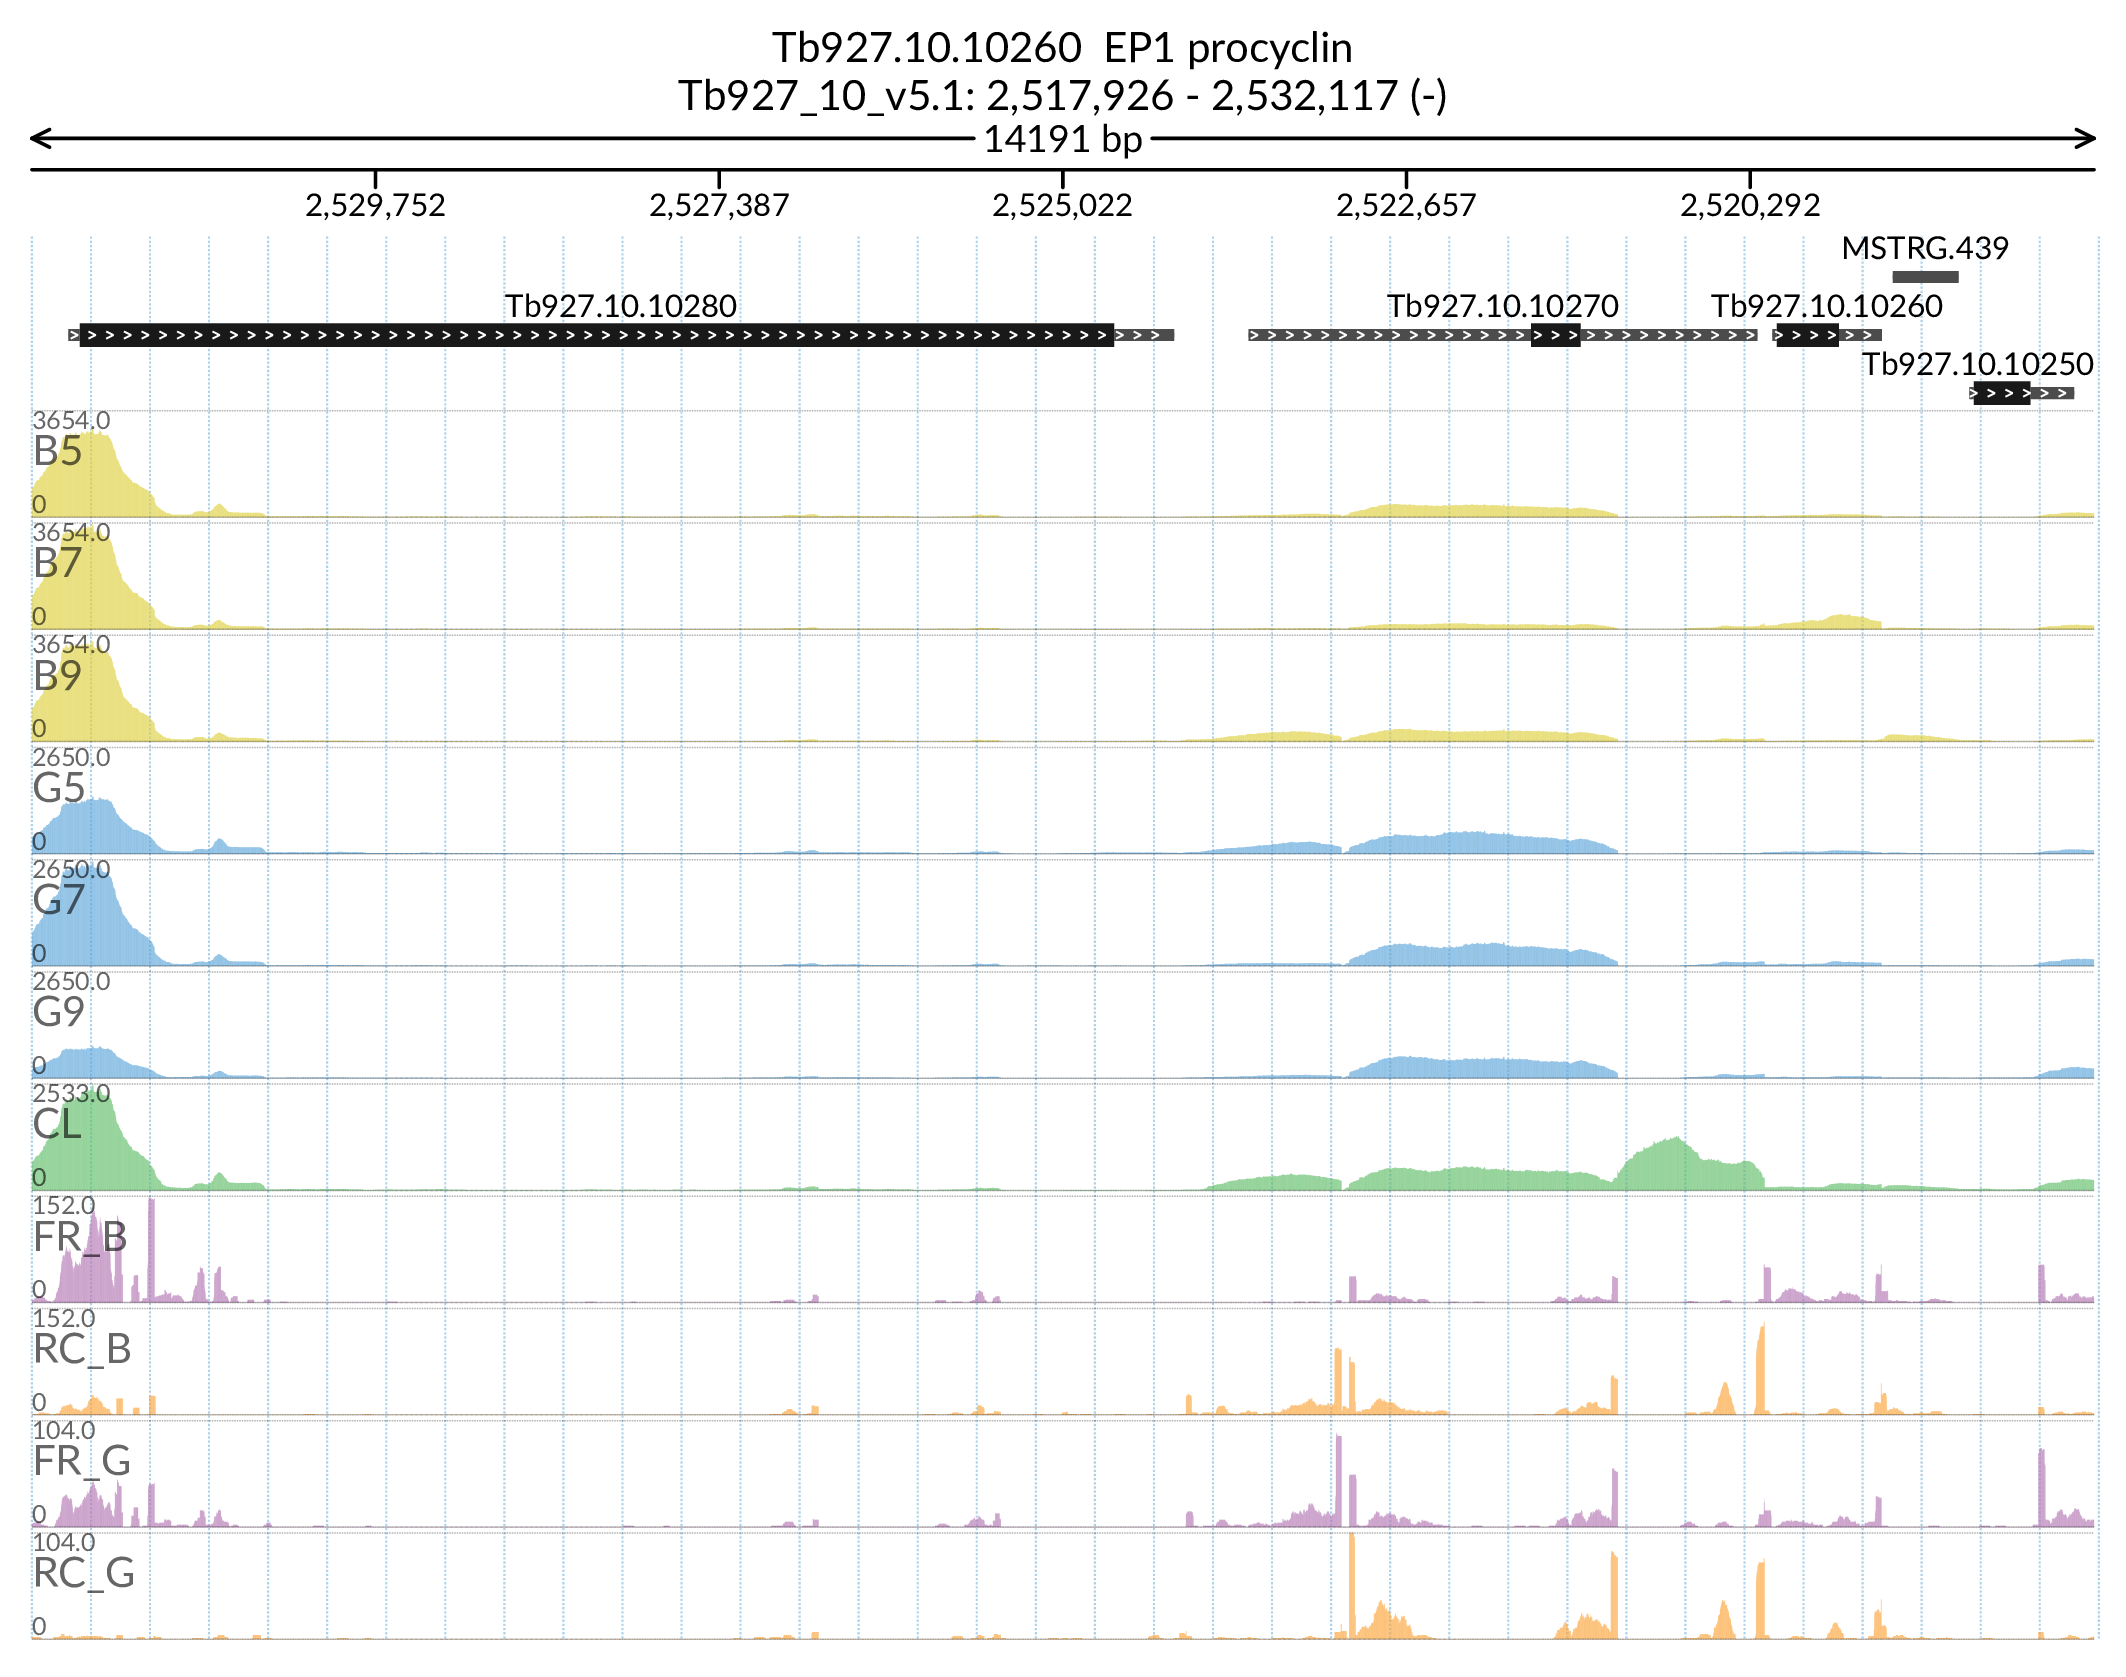 Tb927.10.10260 EP1 procyclin
Tb927_10_v5.1: 2,517,926 - 2,532,117 (-)
14191 bp
2,529,752 2,527,387 2,525,022 2,522,657 2,520,292
MSTRG.439
Tb927.10.10280 Tb927.10.10270 Tb927.10.10260
Tb927.10.10250
3654.0
B5
0
3654.0
B7
0
3654.0
B9
0
2650.0
G5
0
2650.0
G7
0
2650.0
G9
0
2533.0
CL
0
152.0
FR_B
0
152.0
RC_B
0
104.0
FR_G
0
104.0
RC_G
0